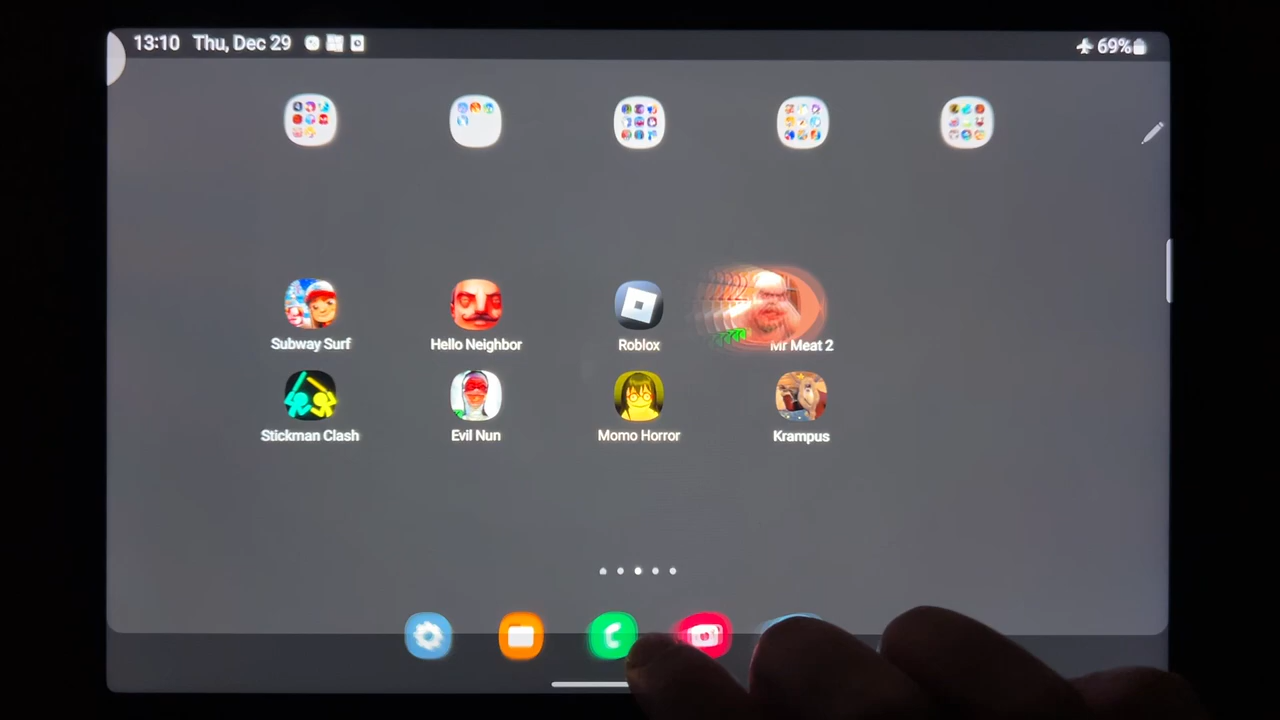 13:10 Thu, Dec 29 69%
Subway Surf Hello Neighbor Roblox Mr Meat 2
Stickman Clash Evil Nun Momo Horror Krampus